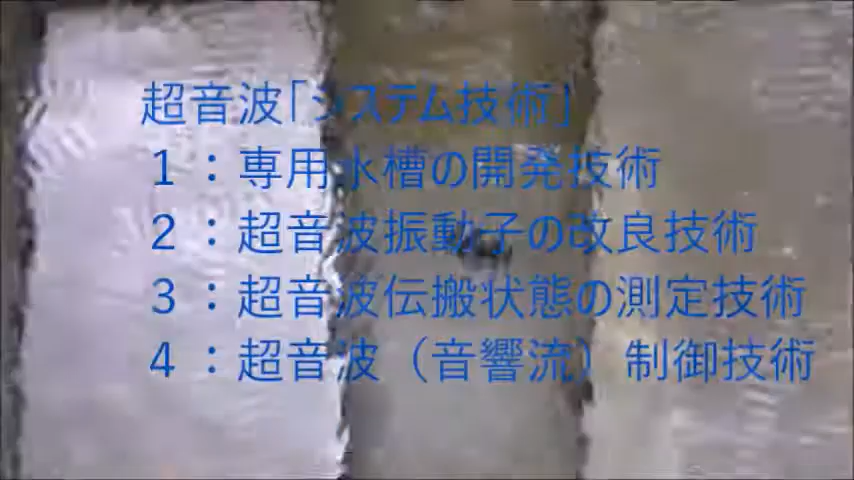 超音波「システム技術」
1：専用水槽の開発技術
2：超音波振動子の改良技術
3：超音波伝搬状態の測定技術
4：超音波（音響流）制御技術